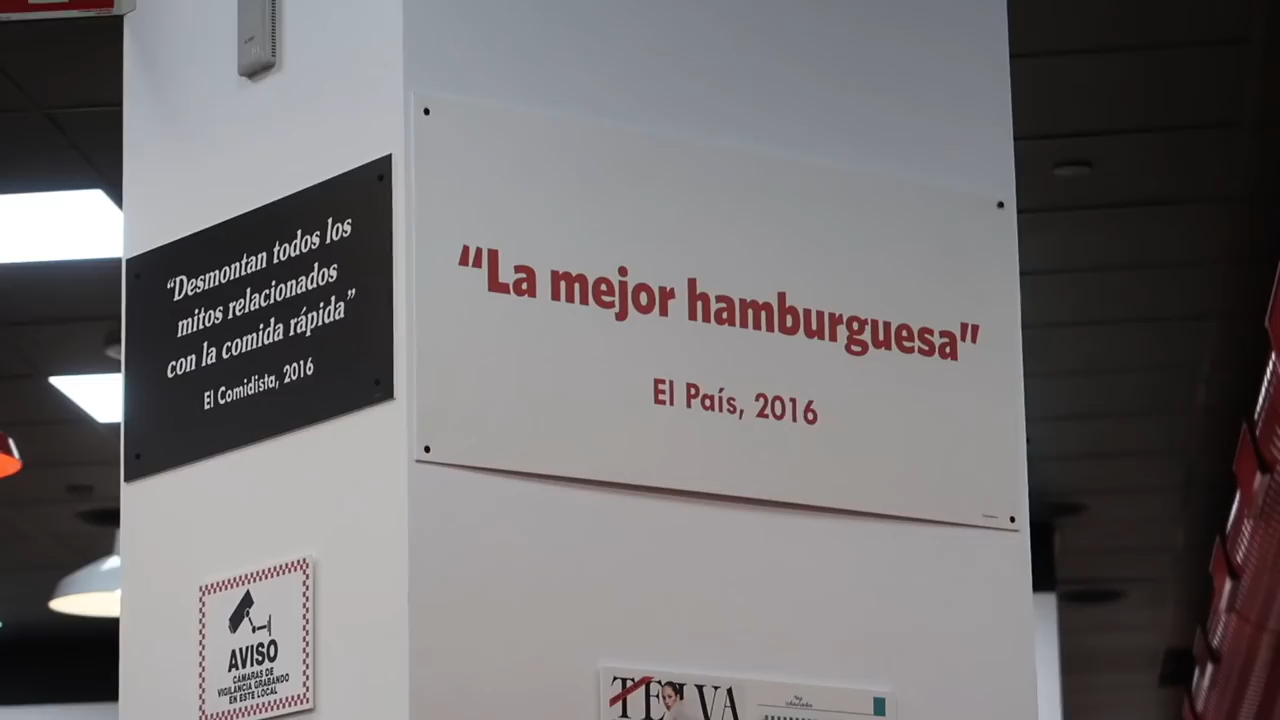 “Desmontan todos los
mitos relacionados
con la comida rápida”
El Comidista, 2016
“La mejor hamburguesa”
El País, 2016
AVISO
CÁMARAS DE
VIGILANCIA GRABANDO
EN ESTE LOCAL
TELVA